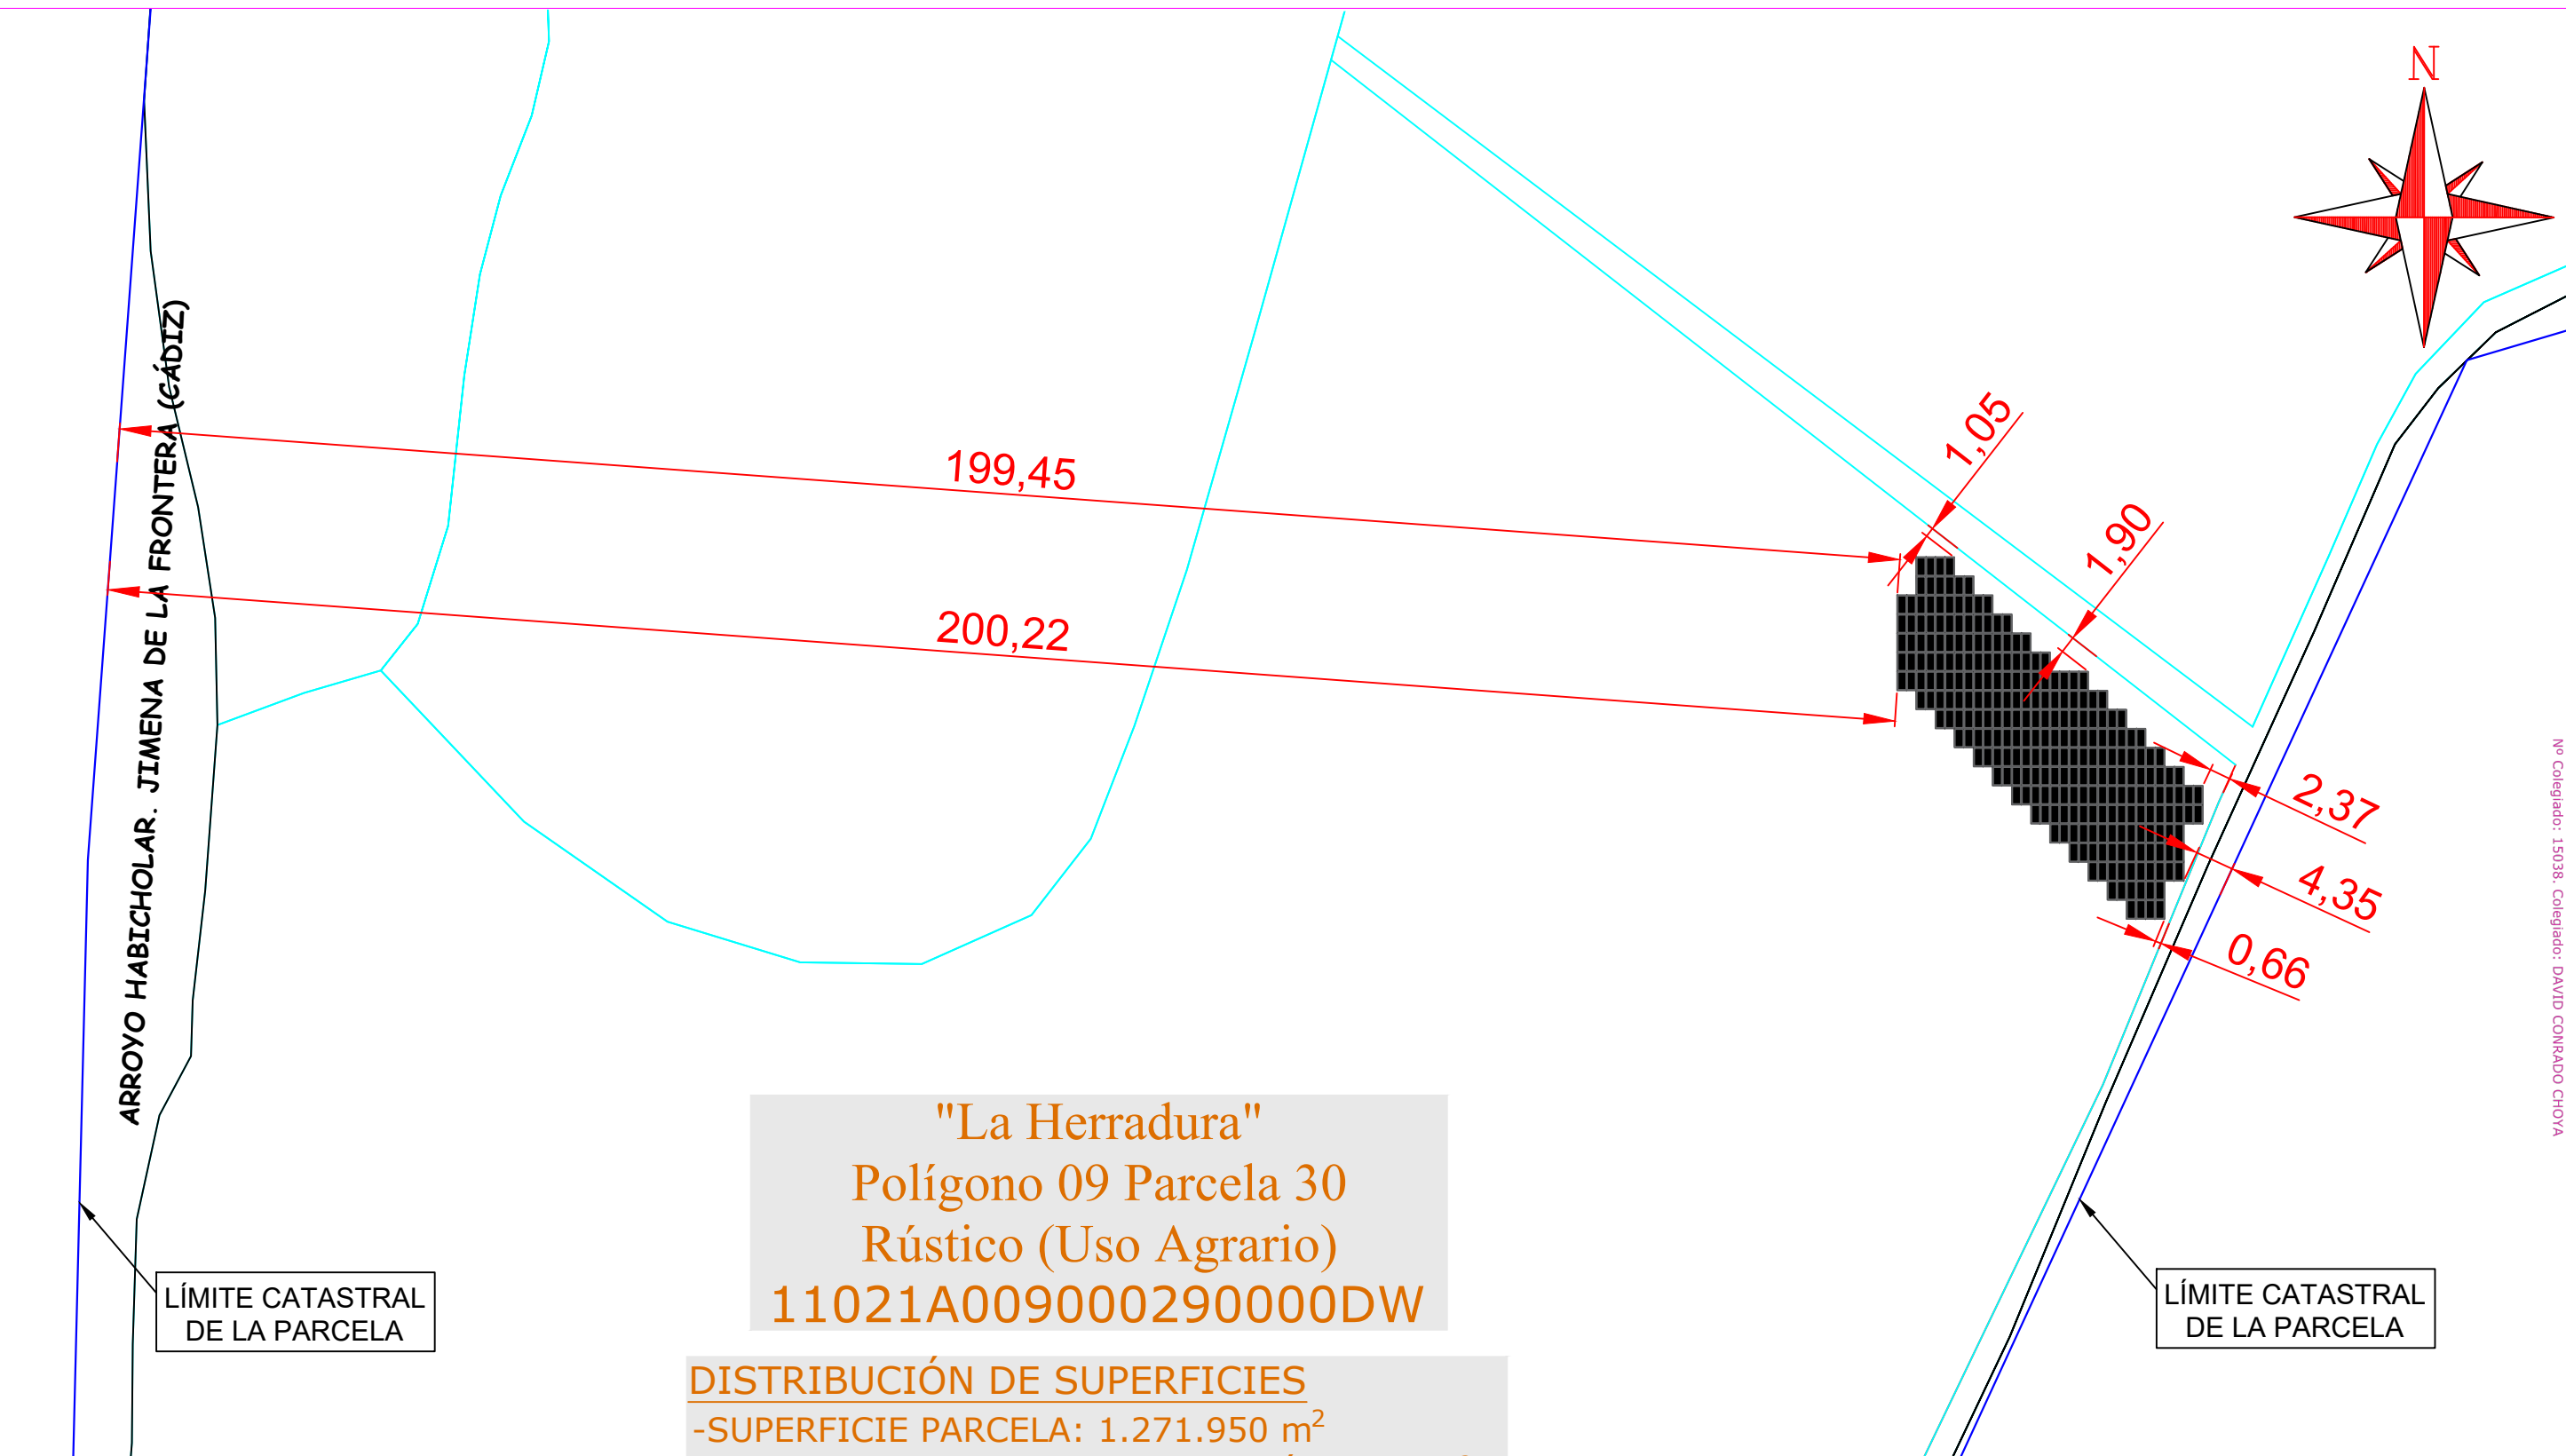 N
ARROYO HABICHOLAR. JIMENA DE LA FRONTERA (CÁDIZ)
199,45
200,22
1,05
1,90
2,37
4,35
0,66
Nº Colegiado: 15038. Colegiado: DAVID CONRADO CHOYA
"La Herradura"
Polígono 09 Parcela 30
Rústico (Uso Agrario)
11021A009000290000DW
LÍMITE CATASTRAL
DE LA PARCELA
LÍMITE CATASTRAL
DE LA PARCELA
DISTRIBUCIÓN DE SUPERFICIES
-SUPERFICIE PARCELA: 1.271.950 m²